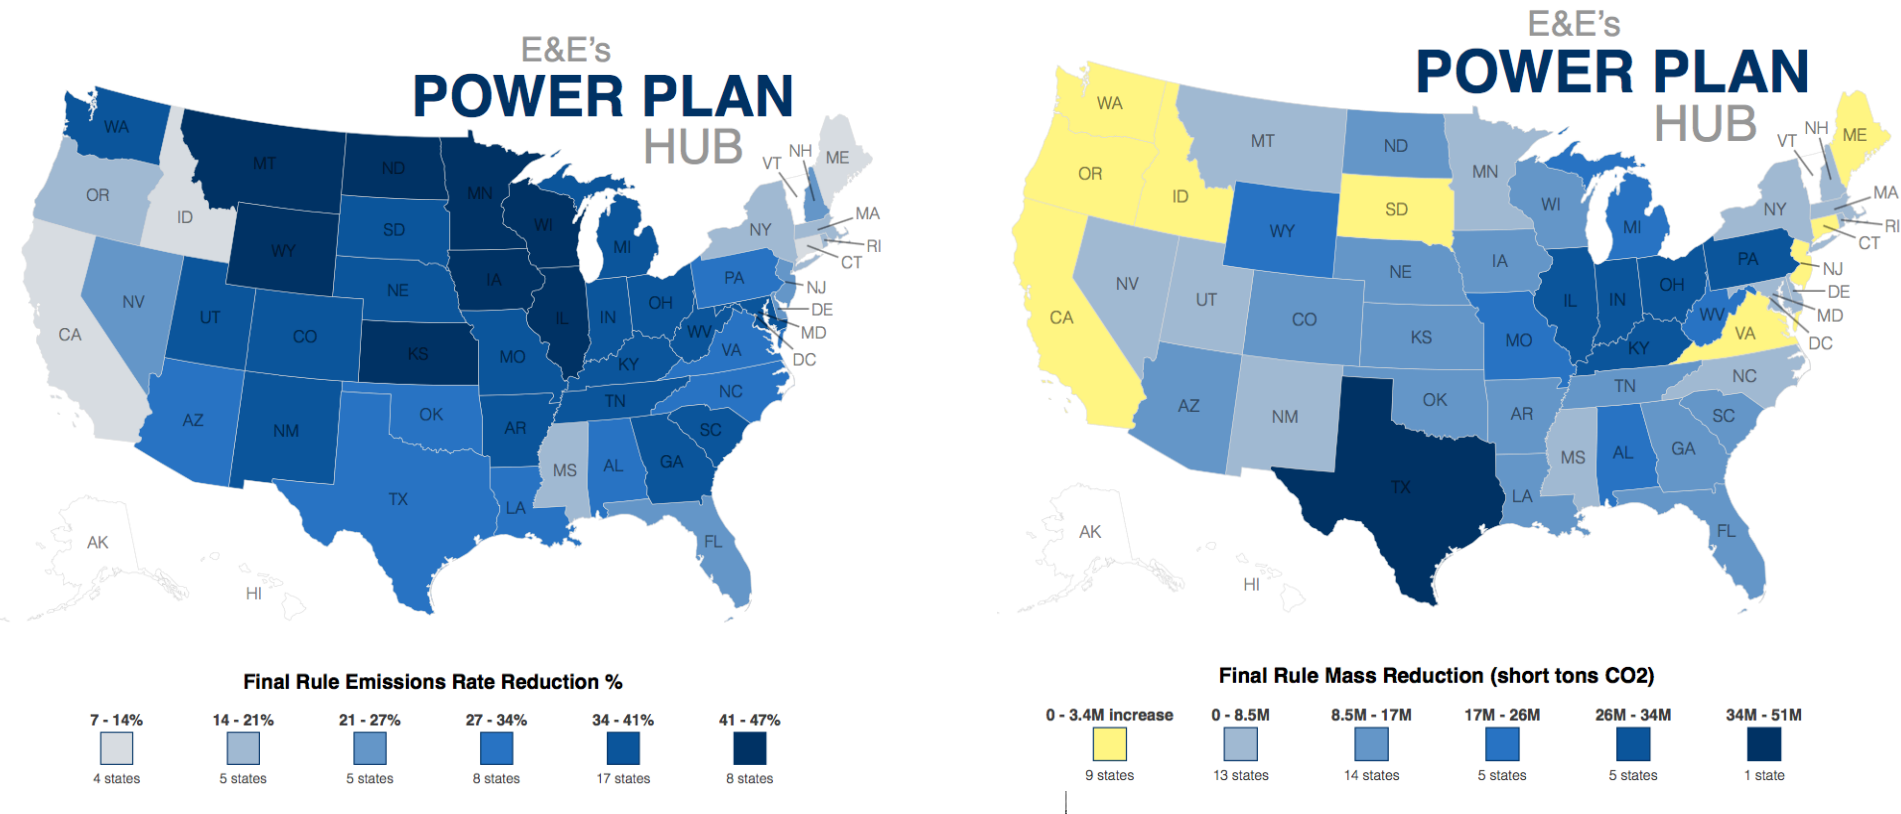 E&E's
POWER PLAN
HUB
WA
MT
ND
MN
OR
ID
WY
SD
WI
MI
NY
VT
NH
ME
MA
RI
CT
NV
UT
CO
NE
IA
IL
IN
OH
PA
NJ
DE
MD
DC
CA
KS
MO
KY
WV
VA
AZ
NM
OK
AR
TN
NC
SC
TX
LA
MS
AL
GA
FL
AK
HI
Final Rule Emissions Rate Reduction %
7 - 14%
14 - 21%
21 - 27%
27 - 34%
34 - 41%
41 - 47%
4 states
5 states
5 states
8 states
17 states
8 states
E&E's
POWER PLAN
HUB
WA
MT
ND
MN
OR
ID
WY
SD
WI
MI
NY
VT
NH
ME
MA
RI
CT
NV
UT
CO
NE
IA
IL
IN
OH
PA
NJ
DE
MD
DC
CA
KS
MO
KY
WV
VA
AZ
NM
OK
AR
TN
NC
SC
TX
LA
MS
AL
GA
FL
AK
HI
Final Rule Mass Reduction (short tons CO2)
0 - 3.4M increase
0 - 8.5M
8.5M - 17M
17M - 26M
26M - 34M
34M - 51M
9 states
13 states
14 states
5 states
5 states
1 state